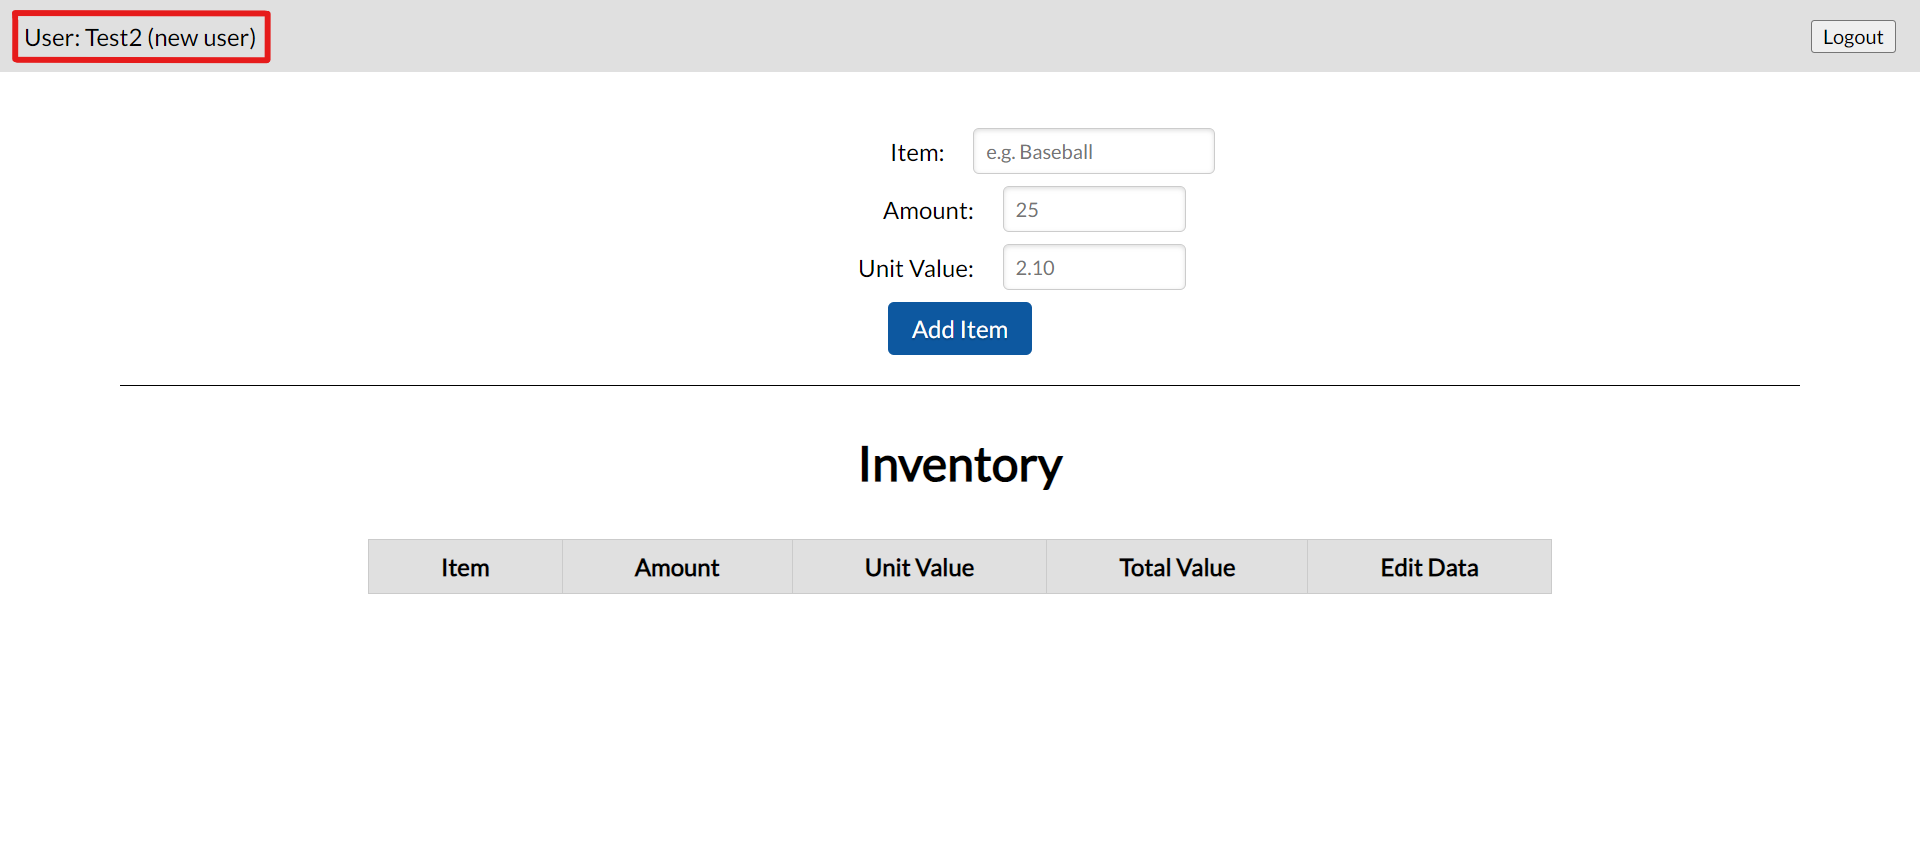 User: Test2 (new user)
Logout
Item: e.g. Baseball
Amount: 25
Unit Value: 2.10
Add Item
Inventory
Item Amount Unit Value Total Value Edit Data